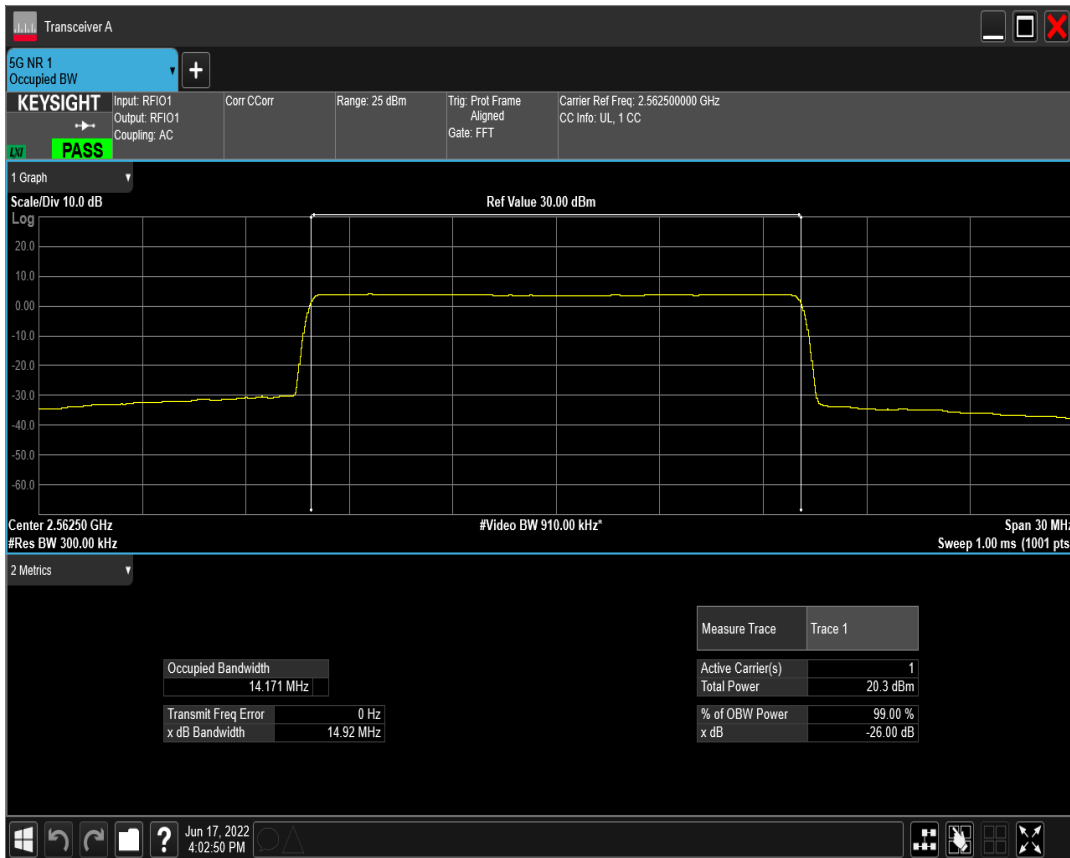 Transceiver A
5G NR 1
Occupied BW
KEYSIGHT
Input: RFIO1
Output: RFIO1
Coupling: AC
LXI
PASS
Corr CCorr
Range: 25 dBm
Trig: Prot Frame
Aligned
Gate: FFT
Carrier Ref Freq: 2.562500000 GHz
CC Info: UL, 1 CC
1 Graph
Scale/Div 10.0 dB
Ref Value 30.00 dBm
Log
20.0
10.0
0.00
-10.0
-20.0
-30.0
-40.0
-50.0
-60.0
Center 2.56250 GHz
#Video BW 910.00 kHz*
Span 30 MHz
#Res BW 300.00 kHz
Sweep 1.00 ms (1001 pts
2 Metrics
Measure Trace Trace 1
Occupied Bandwidth
14.171 MHz
Active Carrier(s) 1
Total Power 20.3 dBm
Transmit Freq Error 0 Hz
x dB Bandwidth 14.92 MHz
% of OBW Power 99.00 %
x dB -26.00 dB
?
Jun 17, 2022
4:02:50 PM